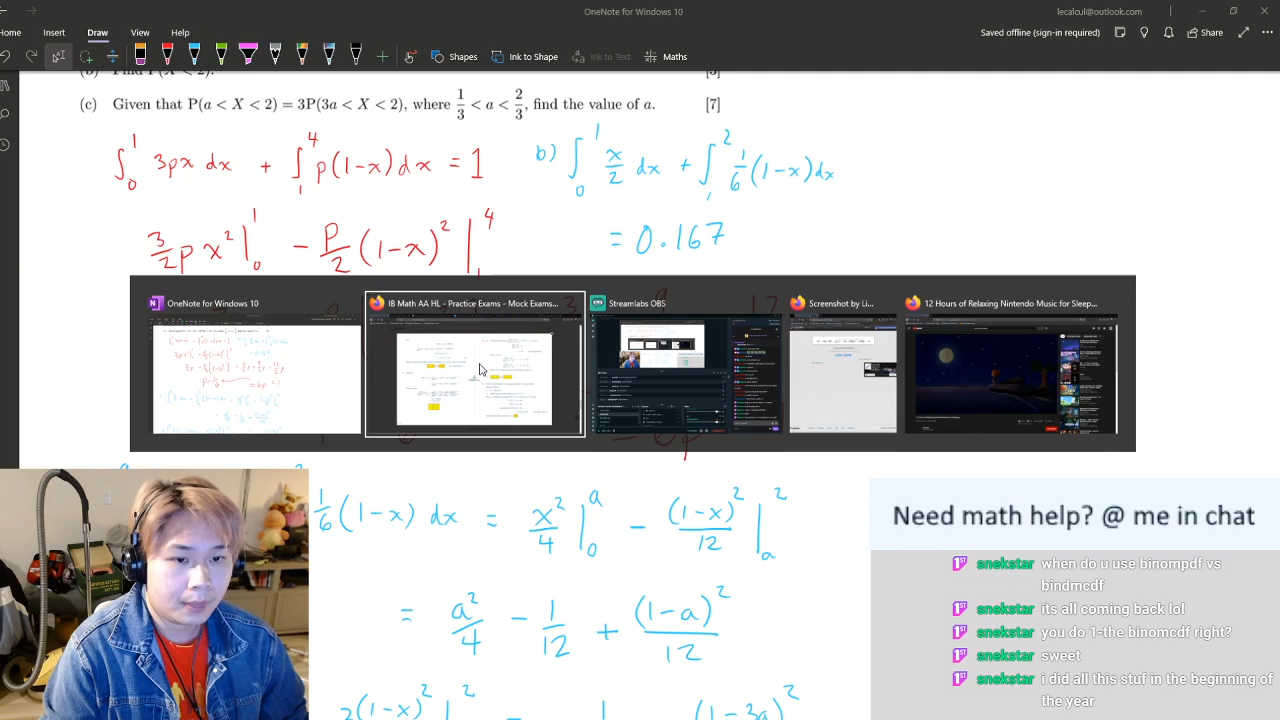 OneNote for Windows 10
lecalcul@outlook.com
Home Insert Draw View Help
Saved offline (sign-in required) Share
Shapes Ink to Shape Ink to Text Maths
(b) Find P(X < 2). [3]
(c) Given that P(a < X < 2) = 3P(3a < X < 2), where 1/3 < a < 2/3, find the value of a. [7]
∫₀¹ 3px dx + ∫₁⁴ p(1-x)dx = 1
b) ∫₀¹ x/2 dx + ∫₁² 1/6(1-x)dx
3/2 px² |₀¹ - p/2 (1-x)² |₁⁴
= 0.167
OneNote for Windows 10
IB Math AA HL - Practice Exams - Mock Exams...
Streamlabs OBS
Screenshot by Li...
12 Hours of Relaxing Nintendo Music for Sleep...
1/6 (1-x) dx = x²/4 |₀ᵃ - (1-x)²/12 |ₐ²
= a²/4 - 1/12 + (1-a)²/12
Need math help? @ me in chat
snekstar when do u use binompdf vs
bindmcdf
snekstar its all coming back lol
snekstar you do 1-the binomcdf right?
snekstar sweet
snekstar i did all this stuf in the beginning of
the year